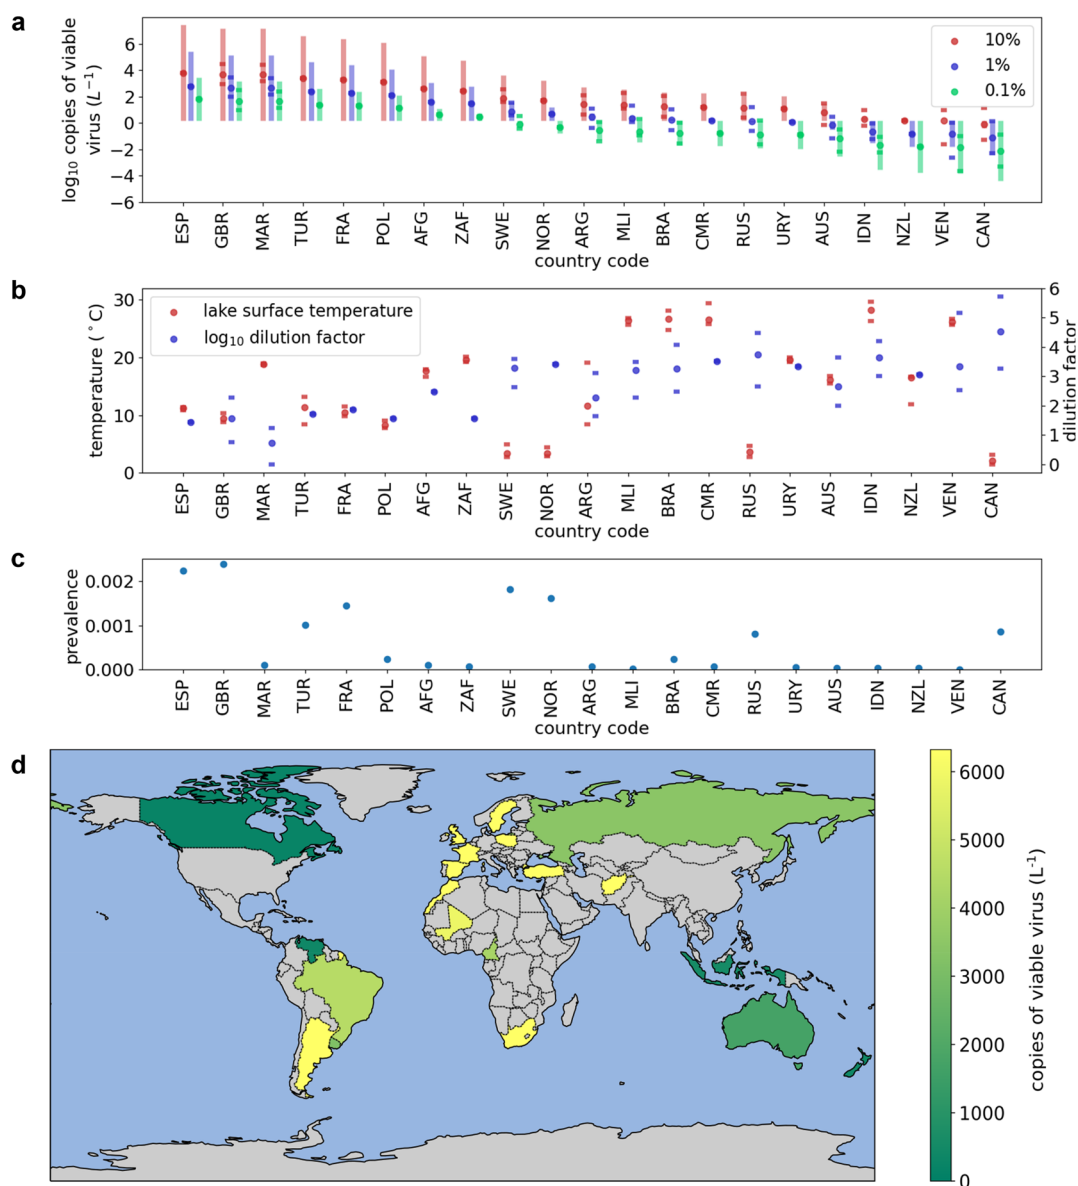 a
log10 copies of viable
virus (L−1)
6
4
2
0
−2
−4
−6
10%
1%
0.1%
ESP GBR MAR TUR FRA POL AFG ZAF SWE NOR ARG MLI BRA CMR RUS URY AUS IDN NZL VEN CAN
country code
b
temperature (°C)
30
20
10
0
lake surface temperature
log10 dilution factor
6
5
4
3
2
1
0
dilution factor
ESP GBR MAR TUR FRA POL AFG ZAF SWE NOR ARG MLI BRA CMR RUS URY AUS IDN NZL VEN CAN
country code
c
prevalence
0.002
0.001
0.000
ESP GBR MAR TUR FRA POL AFG ZAF SWE NOR ARG MLI BRA CMR RUS URY AUS IDN NZL VEN CAN
country code
d
6000
5000
4000
3000
2000
1000
0
copies of viable virus (L−1)